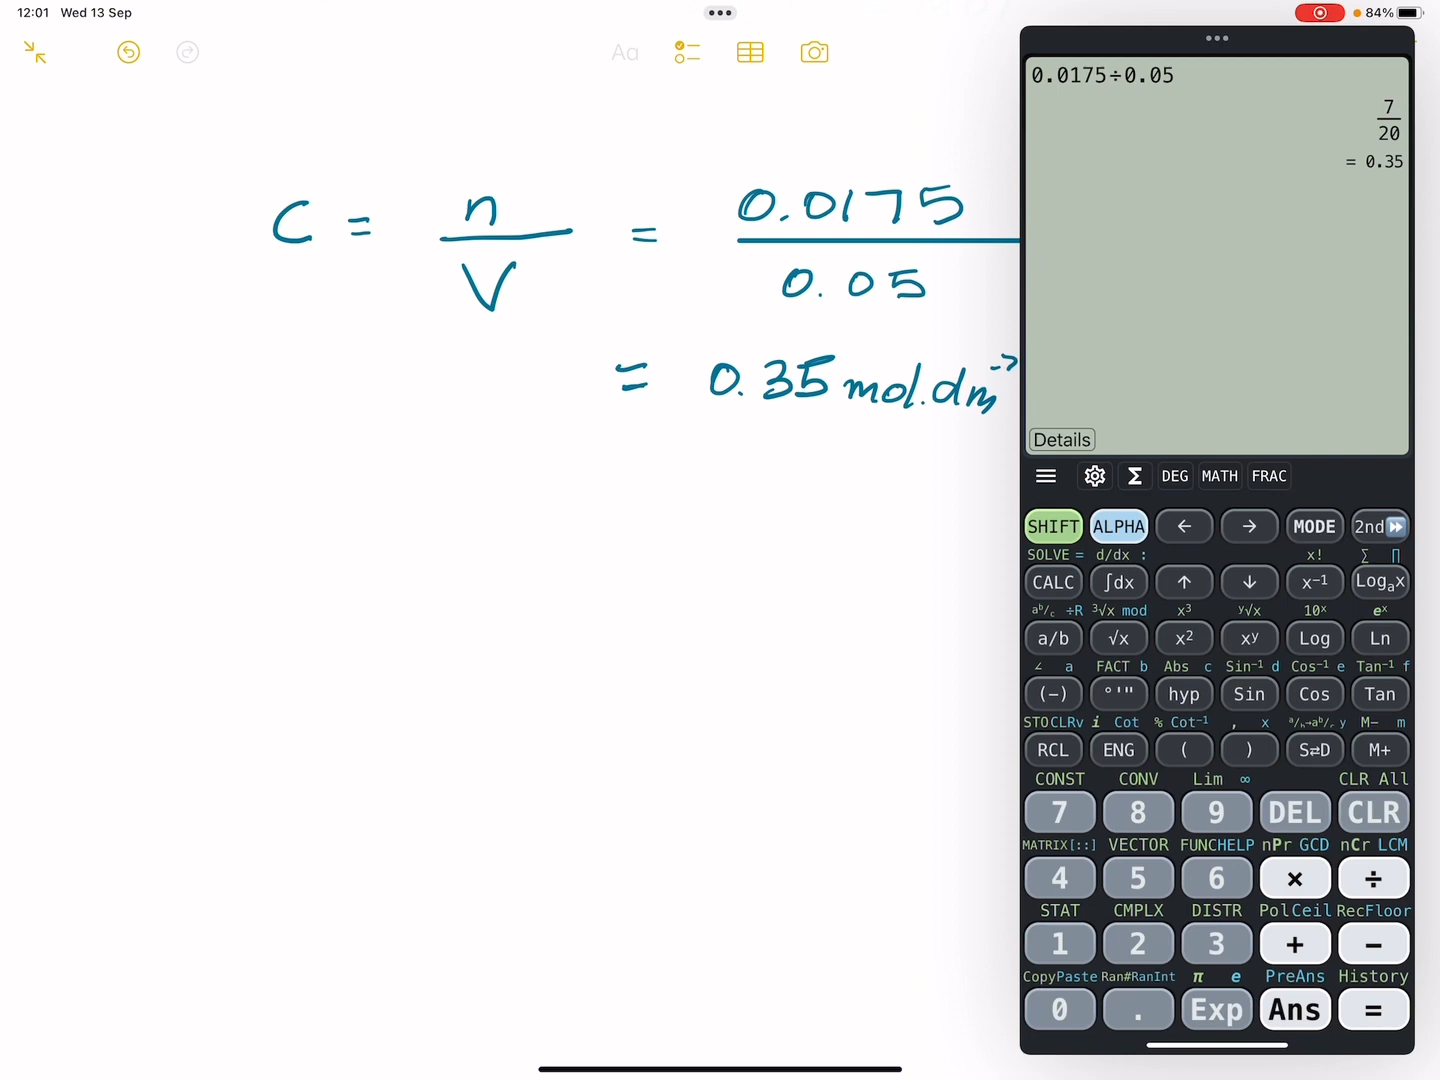 12:01 Wed 13 Sep
84%
Aa
C = n/V = 0.0175/0.05
= 0.35 mol.dm⁻
0.0175÷0.05
7/20
= 0.35
Details
DEG MATH FRAC
SHIFT ALPHA ← → MODE 2nd
SOLVE = d/dx : x! ∑ ∏
CALC ∫dx ↑ ↓ x⁻¹ Logₐx
aᵇ/c ÷R ³√x mod x³ ʸ√x 10ˣ eˣ
a/b √x x² xʸ Log Ln
∠ a FACT b Abs c Sin⁻¹ d Cos⁻¹ e Tan⁻¹ f
(−) °'" hyp Sin Cos Tan
STO CLRv i Cot % Cot⁻¹ , x y M− m
RCL ENG ( ) S⇄D M+
CONST CONV Lim ∞ CLR All
7 8 9 DEL CLR
MATRIX[::] VECTOR FUNC HELP nPr GCD nCr LCM
4 5 6 × ÷
STAT CMPLX DISTR Pol Ceil Rec Floor
1 2 3 + −
Copy Paste Ran# RanInt π e PreAns History
0 . Exp Ans =